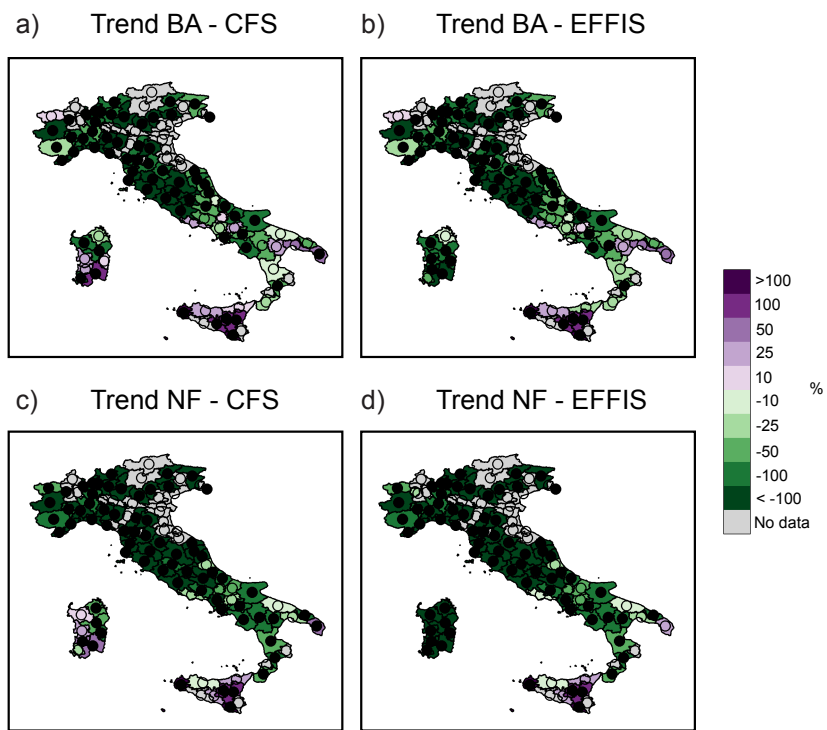 a) Trend BA - CFS
b) Trend BA - EFFIS
>100
100
50
25
10
-10
-25
-50
-100
< -100
No data
%
c) Trend NF - CFS
d) Trend NF - EFFIS